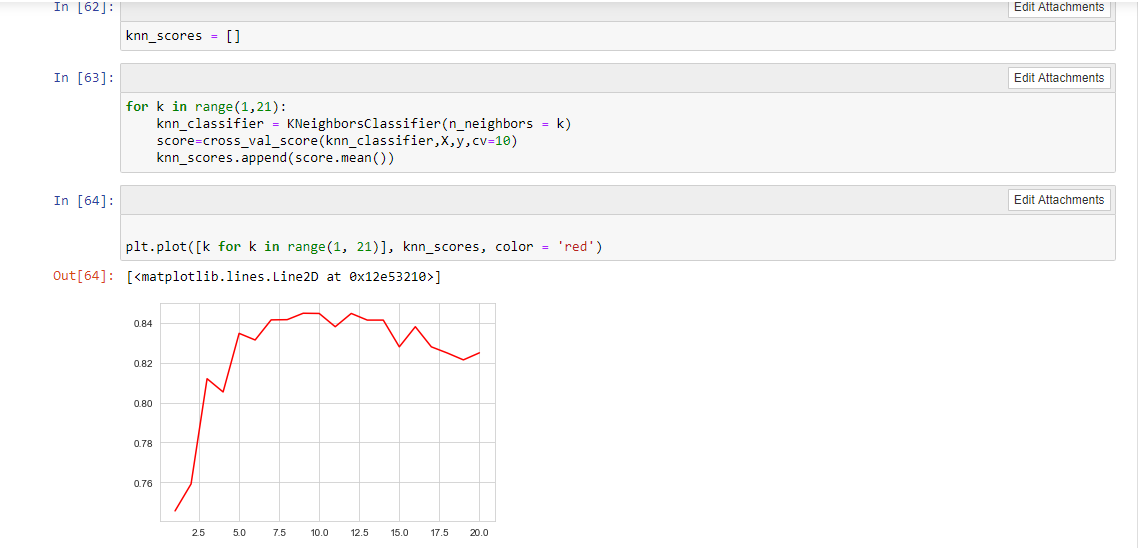 In [62]:
Edit Attachments
knn_scores = []
In [63]:
Edit Attachments
for k in range(1,21):
    knn_classifier = KNeighborsClassifier(n_neighbors = k)
    score=cross_val_score(knn_classifier,X,y,cv=10)
    knn_scores.append(score.mean())
In [64]:
Edit Attachments
plt.plot([k for k in range(1, 21)], knn_scores, color = 'red')
Out[64]: [<matplotlib.lines.Line2D at 0x12e53210>]
0.84
0.82
0.80
0.78
0.76
2.5 5.0 7.5 10.0 12.5 15.0 17.5 20.0